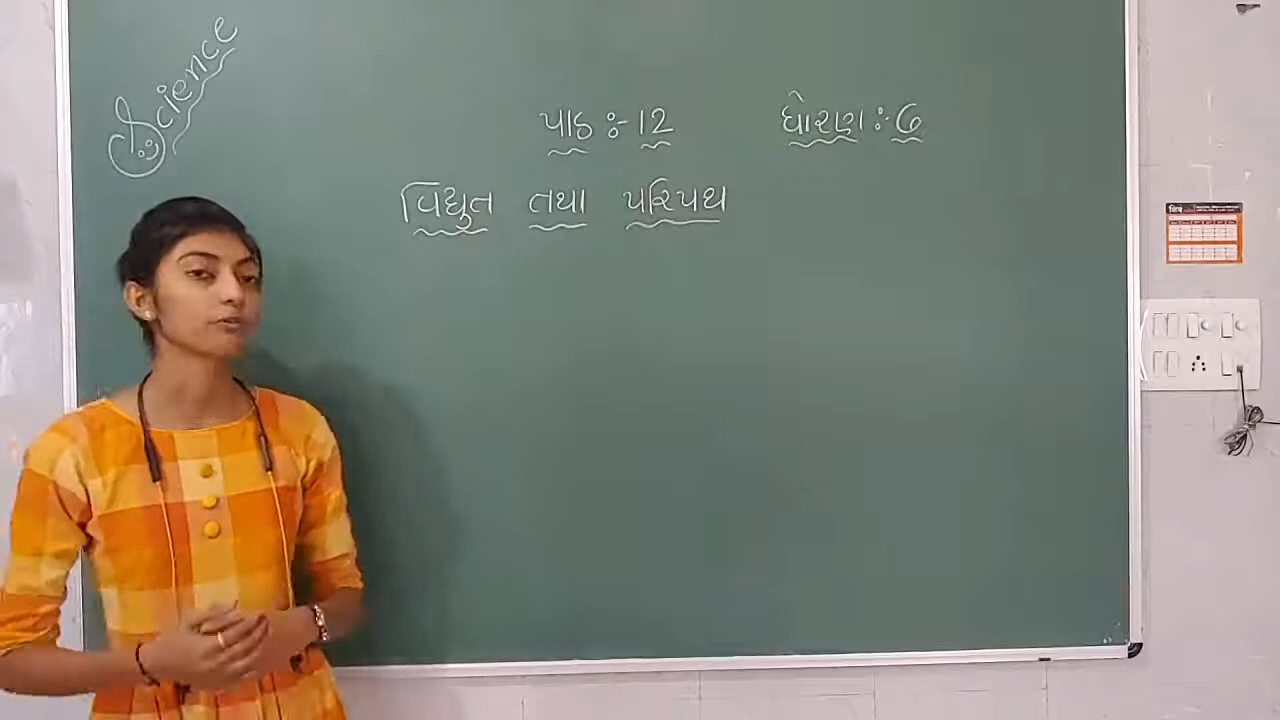 Science
પાઠ :- 12 ધોરણ :- 6
વિદ્યુત તથા પરિપથ